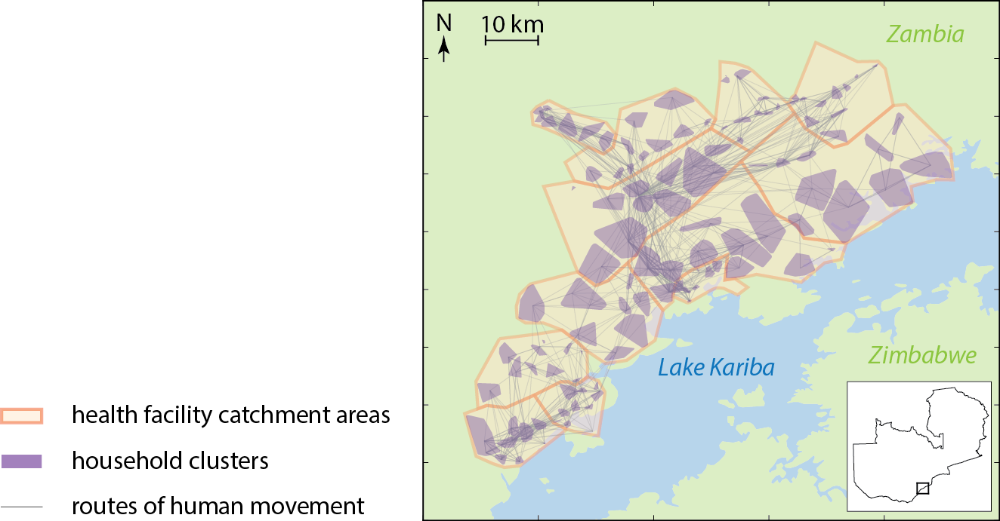 N
10 km
Zambia
Zimbabwe
Lake Kariba
health facility catchment areas
household clusters
routes of human movement